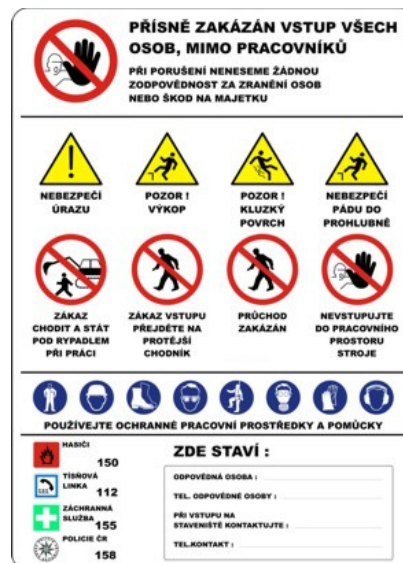 PŘÍSNĚ ZAKÁZÁN VSTUP VŠECH
OSOB, MIMO PRACOVNÍKŮ
PŘI PORUŠENÍ NENESEME ŽÁDNOU
ZODPOVĚDNOST ZA ZRANĚNÍ OSOB
NEBO ŠKOD NA MAJETKU
NEBEZPEČÍ
ÚRAZU
POZOR !
VÝKOP
POZOR !
KLUZKÝ
POVRCH
NEBEZPEČÍ
PÁDU DO
PROHLUBNĚ
ZÁKAZ
CHODIT A STÁT
POD RYPADLEM
PŘI PRÁCI
ZÁKAZ VSTUPU
PŘEJDĚTE NA
PROTĚJŠÍ
CHODNÍK
PRŮCHOD
ZAKÁZÁN
NEVSTUPUJTE
DO PRACOVNÍHO
PROSTORU
STROJE
POUŽÍVEJTE OCHRANNÉ PRACOVNÍ PROSTŘEDKY A POMŮCKY
HASIČI
150
TÍSŇOVÁ
LINKA
112
SOS
ZÁCHRANNÁ
SLUŽBA
155
POLICIE ČR
158
ZDE STAVÍ :
ODPOVĚDNÁ OSOBA :
TEL. ODPOVĚDNÉ OSOBY :
PŘI VSTUPU NA
STAVENIŠTĚ KONTAKTUJTE :
TEL.KONTAKT :